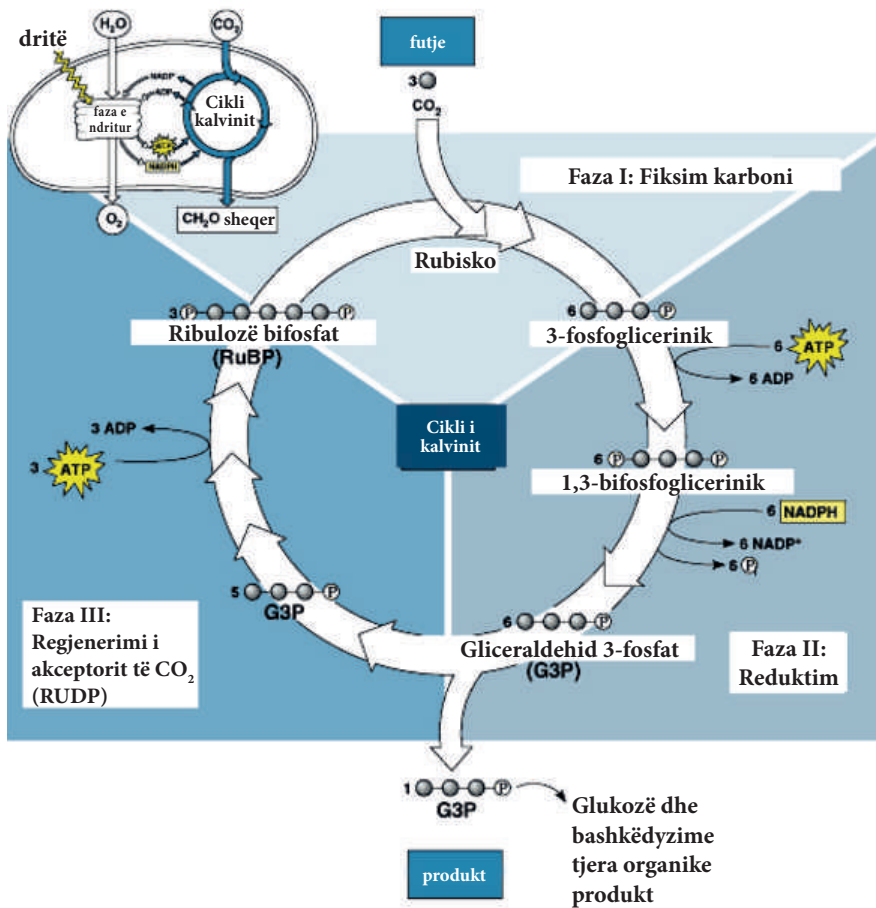 dritë
H₂O
CO₂
NADP
ADP
Cikli
kalvinit
faza e
ndritur
ATP
NADPH
O₂
CH₂O sheqer
futje
3
CO₂
Faza I: Fiksim karboni
Rubisko
3 P P
Ribulozë bifosfat
(RuBP)
6 P
3-fosfoglicerinik
6 ATP
6 ADP
Cikli i
kalvinit
6 P P
1,3-bifosfoglicerinik
6 NADPH
6 NADP⁺
6 Pᵢ
6 P
Gliceraldehid 3-fosfat
(G3P)
Faza II:
Reduktim
3 ADP
3 ATP
5 P
G3P
Faza III:
Regjenerimi i
akceptorit të CO₂
(RUDP)
1 P
G3P
Glukozë dhe
bashkëdyzime
tjera organike
produkt
produkt